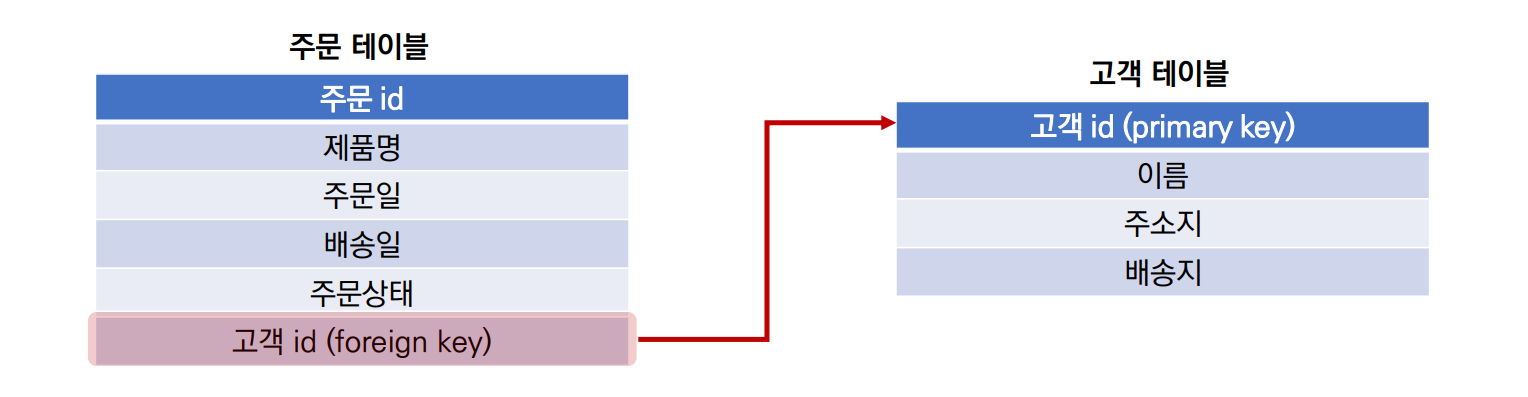 주문 테이블
주문 id
제품명
주문일
배송일
주문상태
고객 id (foreign key)
고객 테이블
고객 id (primary key)
이름
주소지
배송지